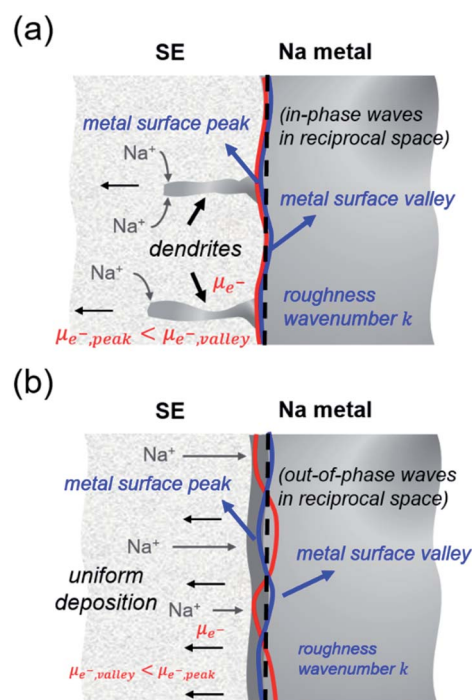 (a)
SE Na metal
metal surface peak
(in-phase waves
in reciprocal space)
Na⁺
metal surface valley
Na⁺
dendrites
Na⁺
μe⁻
roughness
wavenumber k
μe⁻,peak < μe⁻,valley
(b)
SE Na metal
Na⁺
metal surface peak
(out-of-phase waves
in reciprocal space)
Na⁺
metal surface valley
uniform
deposition
Na⁺
μe⁻
μe⁻,valley < μe⁻,peak
roughness
wavenumber k